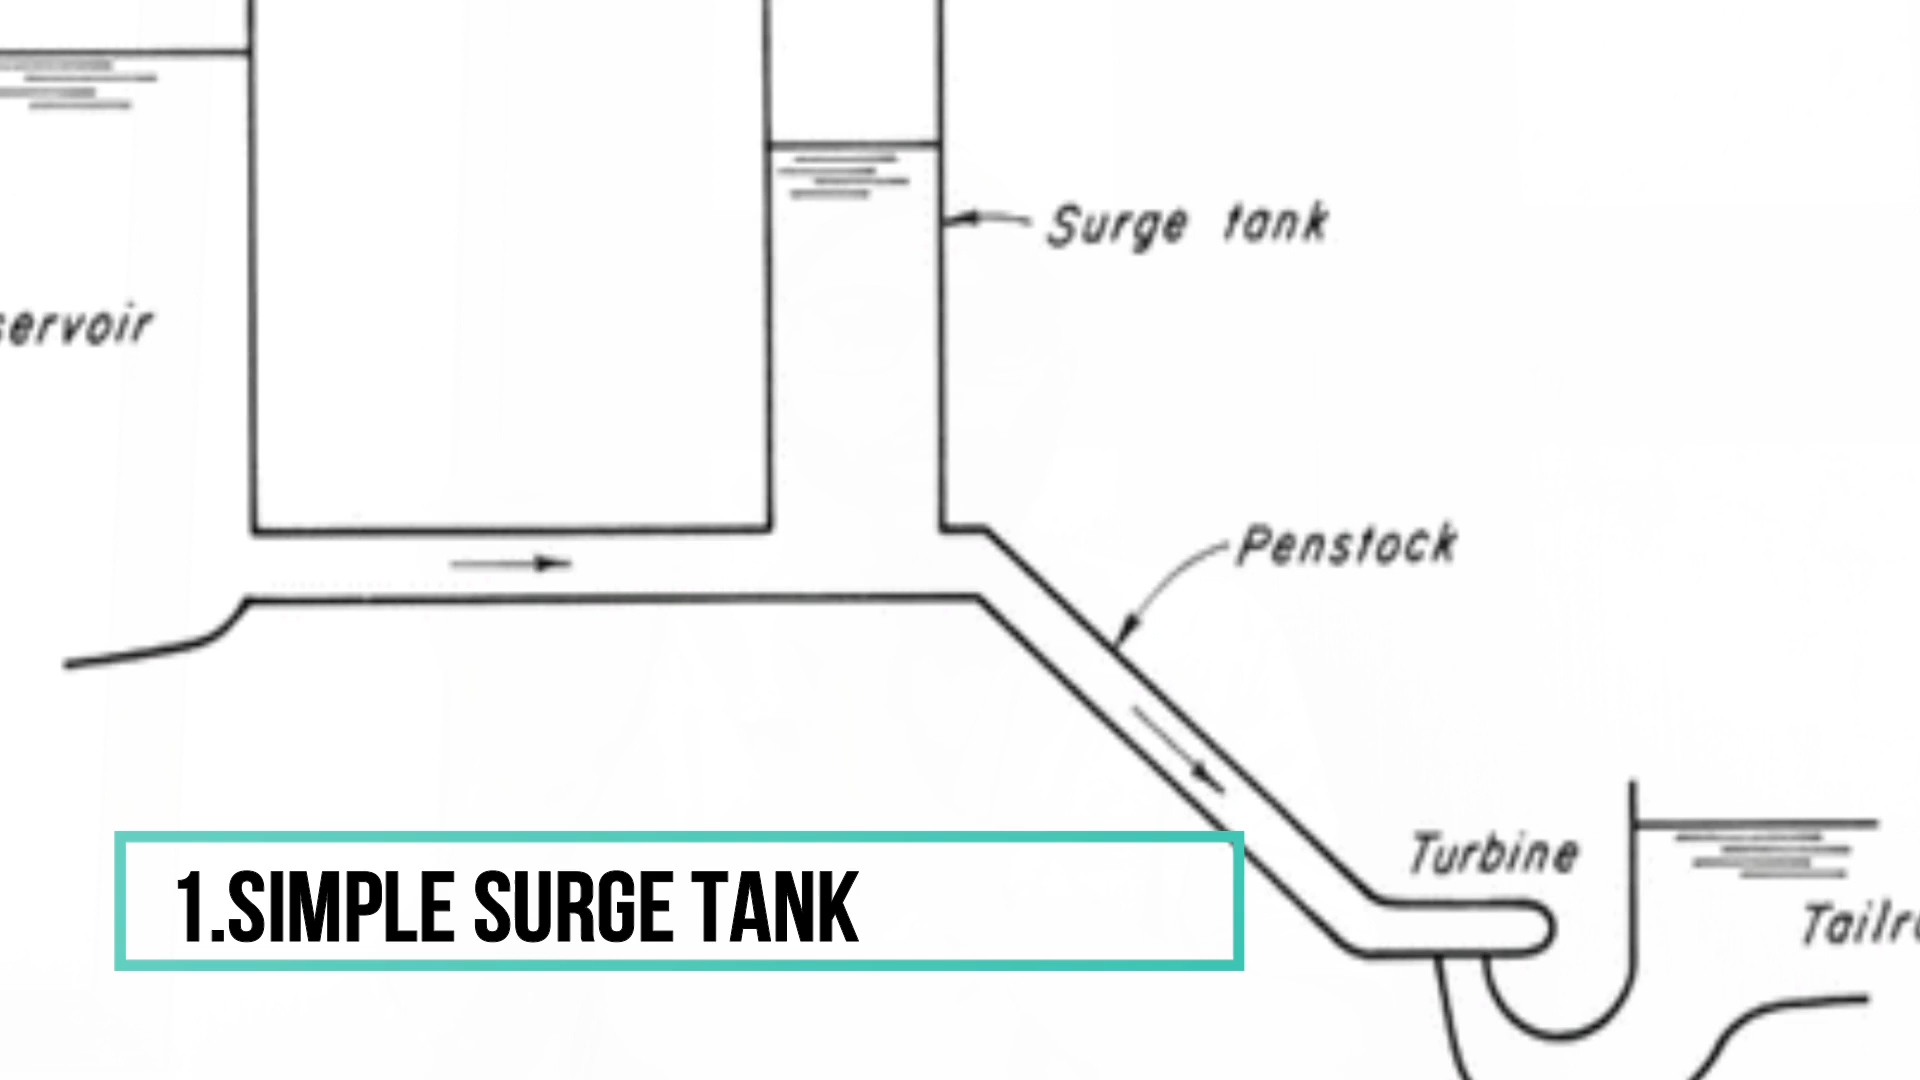 Surge tank
servoir
Penstock
Turbine
Tailr
1.SIMPLE SURGE TANK